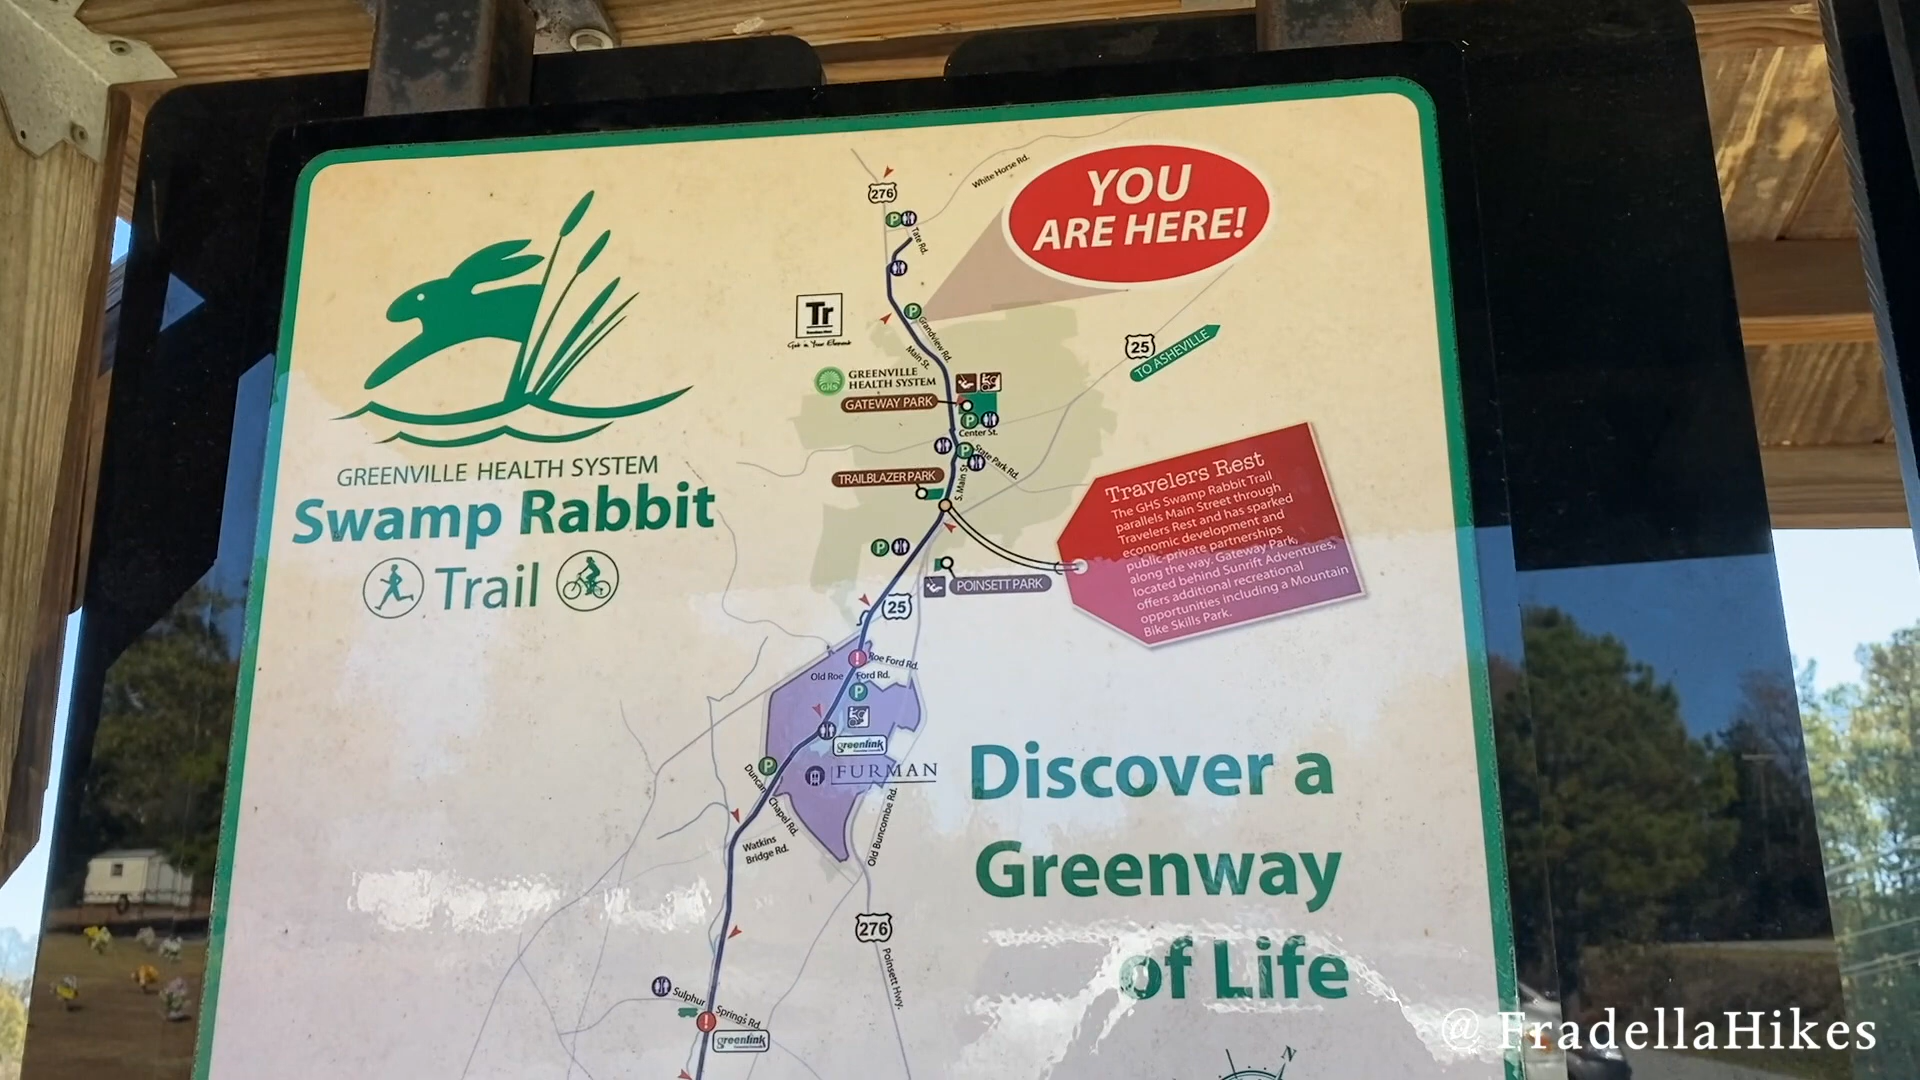 276
White Horse Rd.
YOU
ARE HERE!
P
Tate Rd.
Tr
P
Grandview Rd.
Main St.
25
TO ASHEVILLE
GHS
GREENVILLE
HEALTH SYSTEM
GATEWAY PARK
P
Center St.
P
State Park Rd.
TRAILBLAZER PARK
S. Main St.
GREENVILLE HEALTH SYSTEM
Swamp Rabbit
Trail
Travelers Rest
The GHS Swamp Rabbit Trail
parallels Main Street through
Travelers Rest and has sparked
economic development and
public-private partnerships
along the way. Gateway Park,
located behind Sunrift Adventures,
offers additional recreational
opportunities including a Mountain
Bike Skills Park.
P
POINSETT PARK
25
Roe Ford Rd.
Old Roe Ford Rd.
P
greenlink
FURMAN
P
Duncan Chapel Rd.
Old Buncombe Rd.
Watkins
Bridge Rd.
Discover a
Greenway
of Life
276
Poinsett Hwy.
Sulphur Springs Rd.
greenlink
N
@FradellaHikes